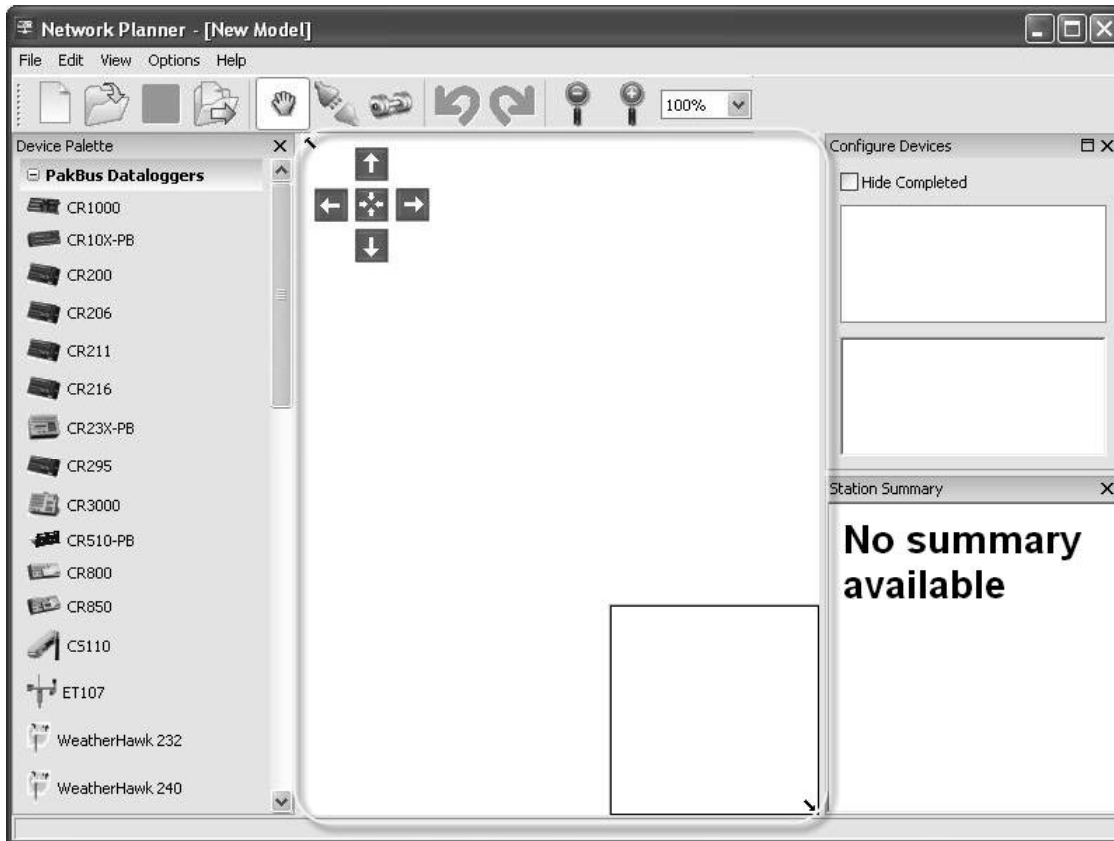 Network Planner - [New Model]
File Edit View Options Help
100%
Device Palette
PakBus Dataloggers
CR1000
CR10X-PB
CR200
CR206
CR211
CR216
CR23X-PB
CR295
CR3000
CR510-PB
CR800
CR850
CS110
ET107
WeatherHawk 232
WeatherHawk 240
Configure Devices
Hide Completed
Station Summary
No summary
available